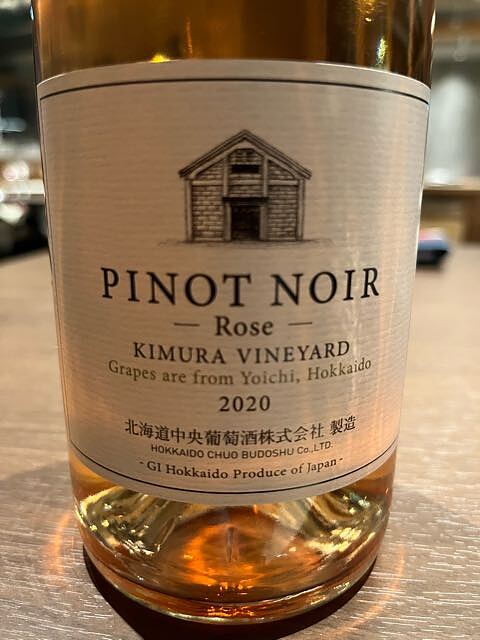 PINOT NOIR
— Rose —
KIMURA VINEYARD
Grapes are from Yoichi, Hokkaido
2020
北海道中央葡萄酒株式会社 製造
HOKKAIDO CHUO BUDOSHU Co.,LTD.
- GI Hokkaido Produce of Japan -